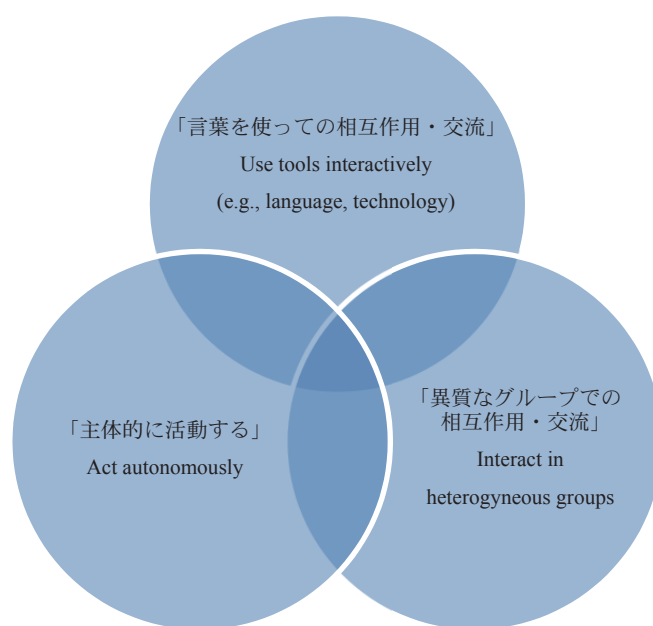 「言葉を使っての相互作用・交流」
Use tools interactively
(e.g., language, technology)
「主体的に活動する」
Act autonomously
「異質なグループでの
相互作用・交流」
Interact in
heterogyneous groups